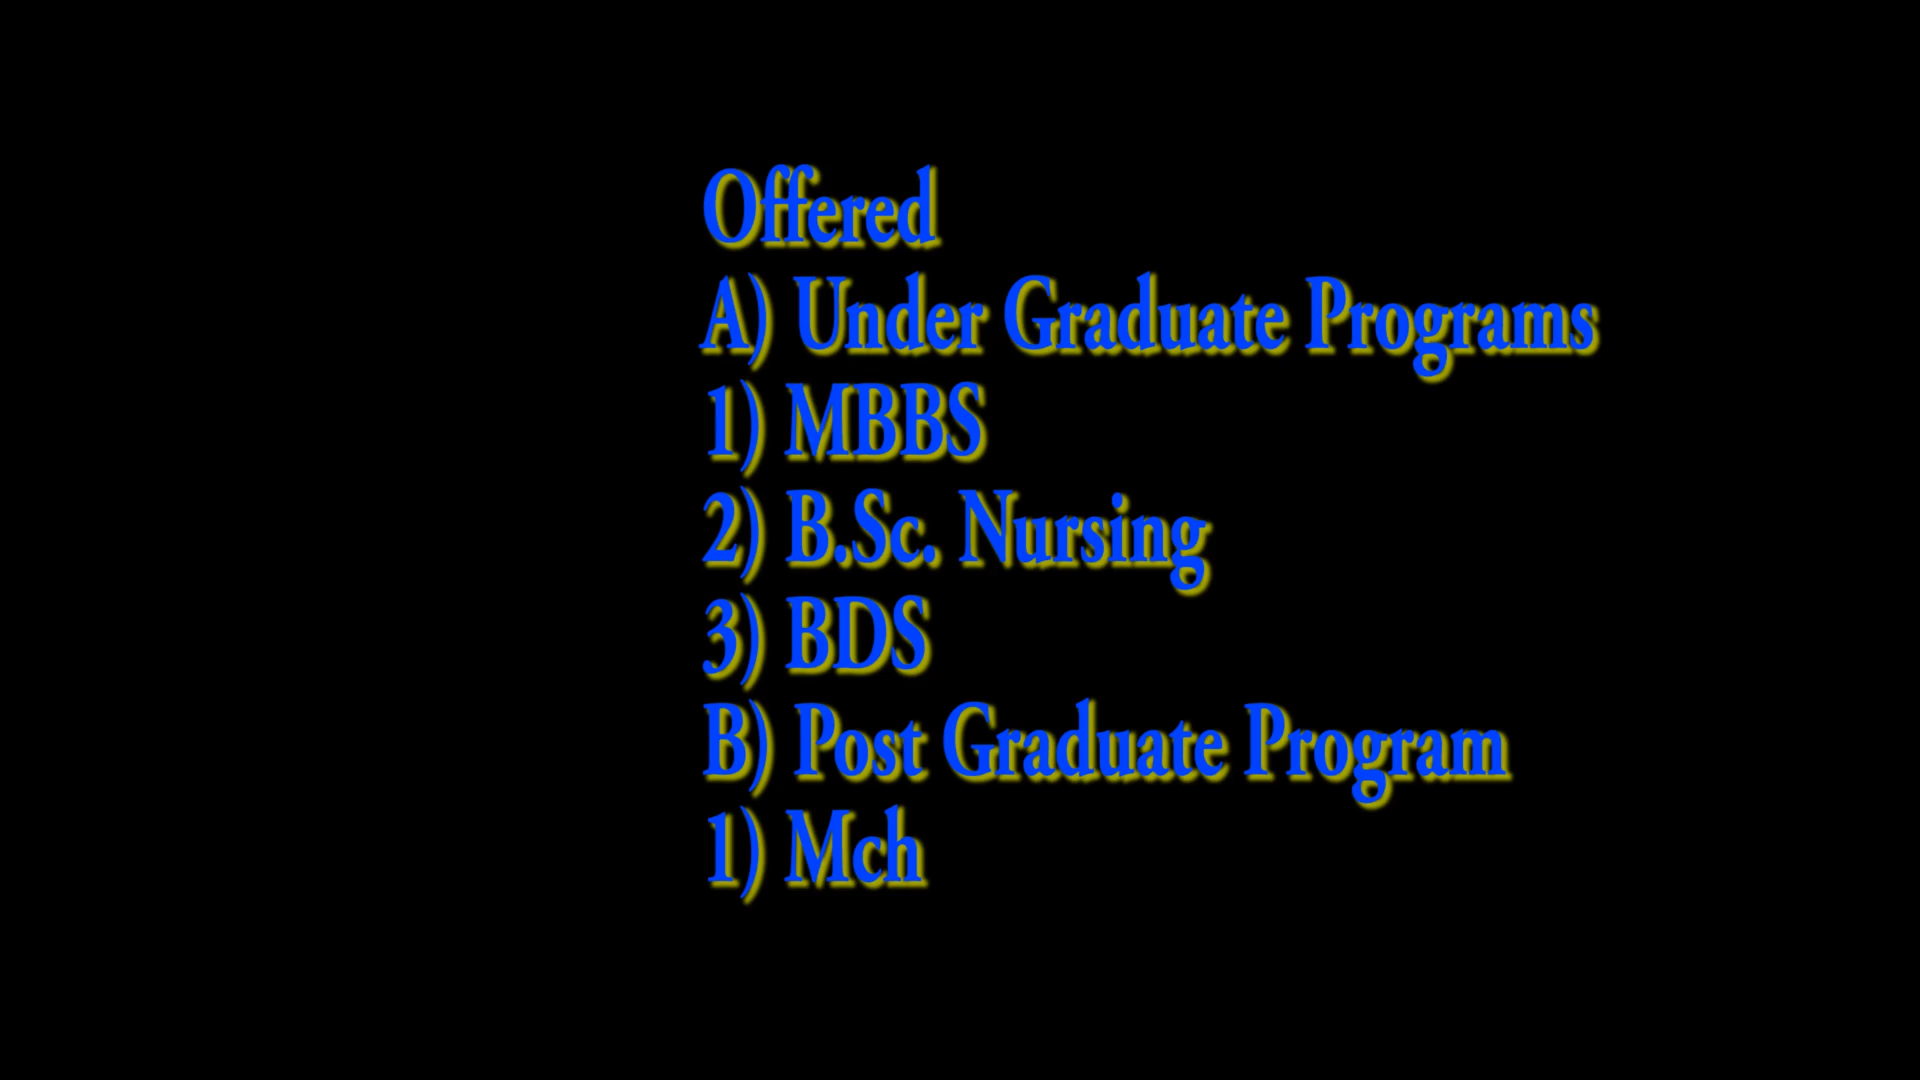 Offered
A) Under Graduate Programs
1) MBBS
2) B.Sc. Nursing
3) BDS
B) Post Graduate Program
1) Mch